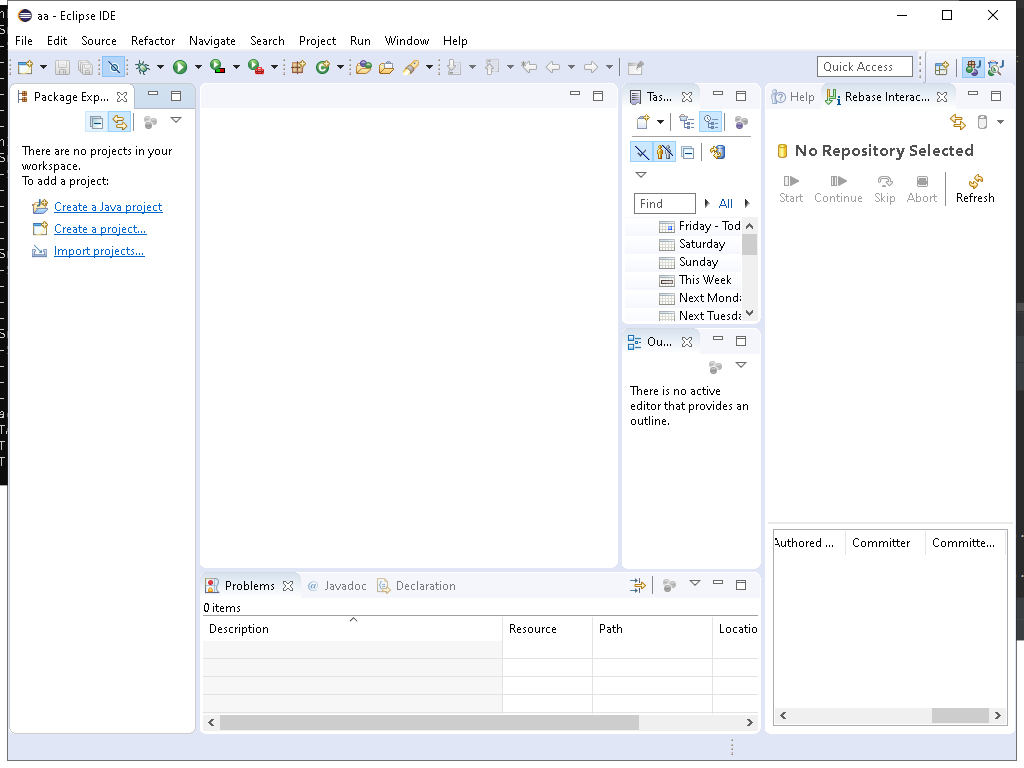 aa - Eclipse IDE
File Edit Source Refactor Navigate Search Project Run Window Help
Quick Access
Package Exp...
There are no projects in your
workspace.
To add a project:
Create a Java project
Create a project...
Import projects...
Tas...
Find
All
Friday - Tod
Saturday
Sunday
This Week
Next Monda
Next Tuesda
Ou...
There is no active
editor that provides an
outline.
Help Rebase Interac...
No Repository Selected
Start Continue Skip Abort Refresh
Authored ... Committer Committe...
Problems @ Javadoc Declaration
0 items
Description Resource Path Locatio